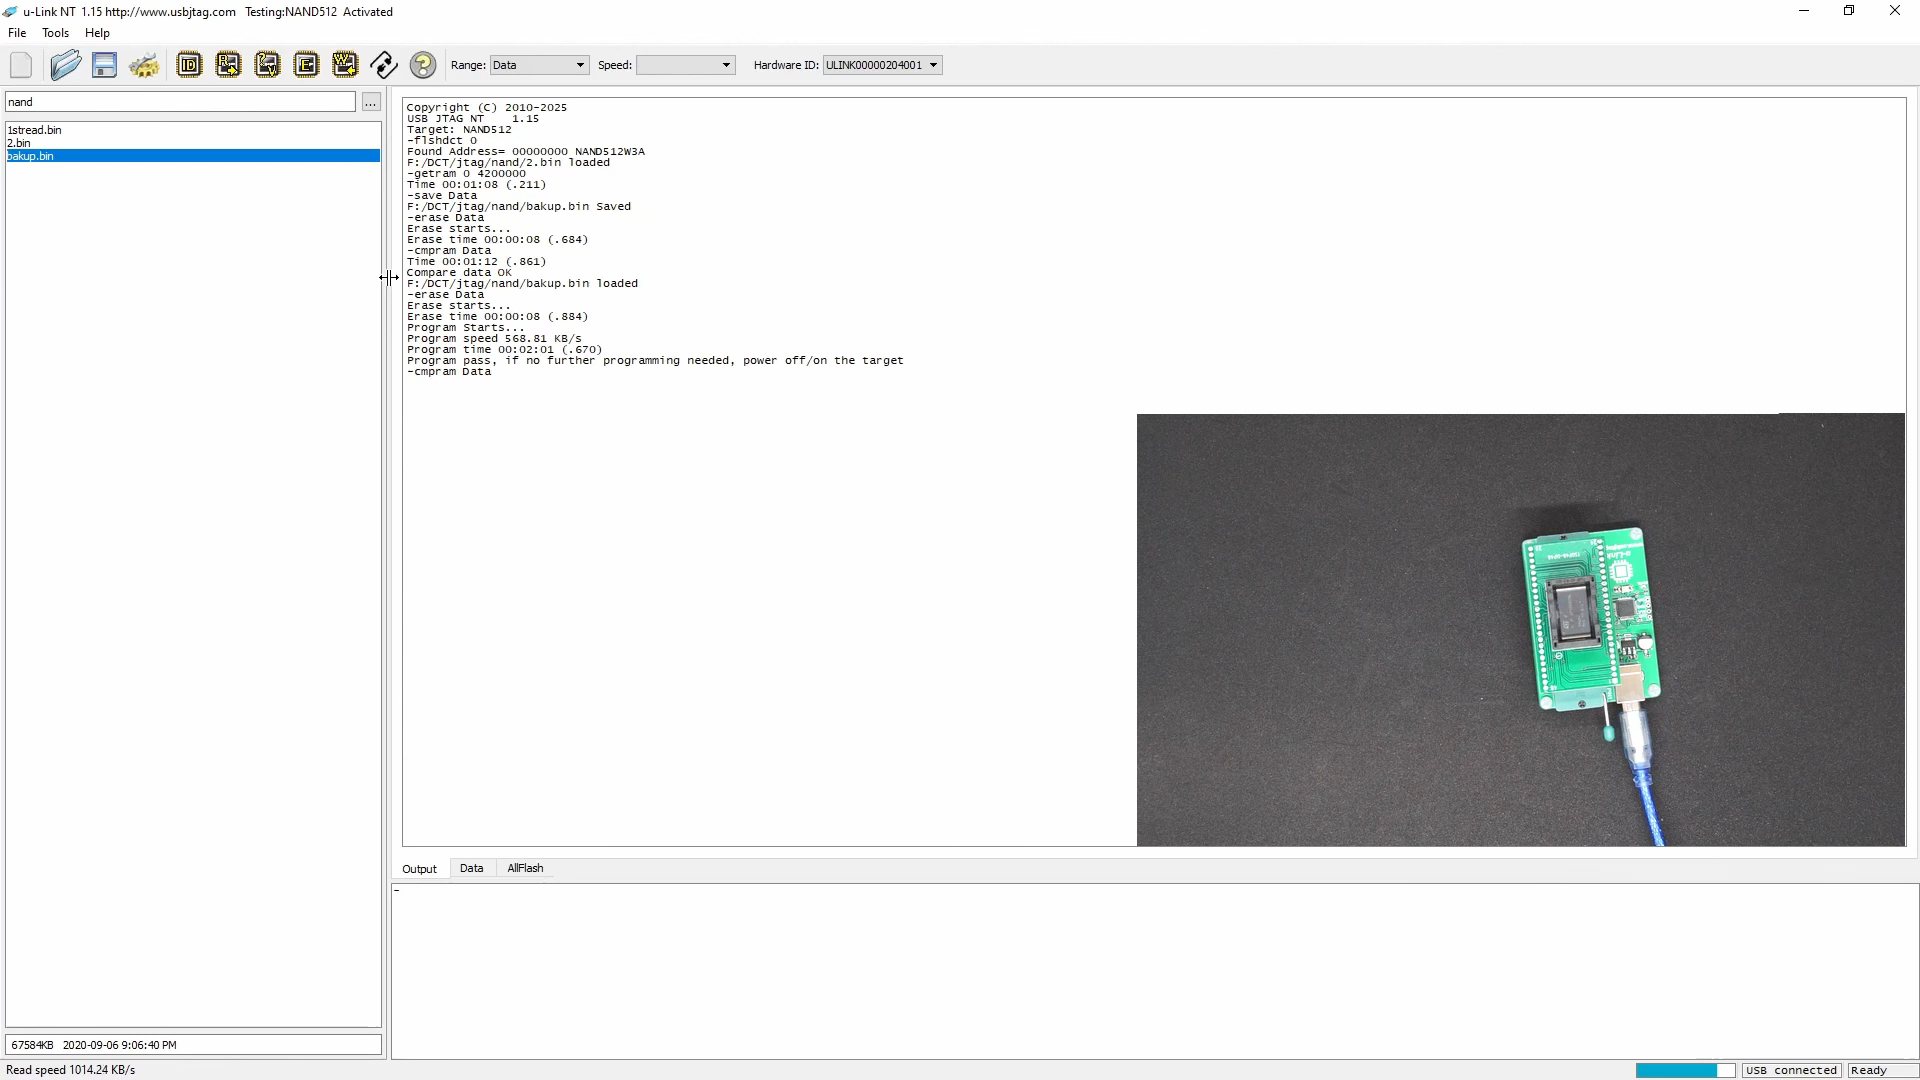 u-Link NT 1.15 http://www.usbjtag.com Testing:NAND512 Activated
File Tools Help
Range: Data Speed: Hardware ID: ULINK00000204001
nand ...
1stread.bin
2.bin
bakup.bin
Copyright (C) 2010-2025
USB JTAG NT 1.15
Target: NAND512
-flshdct 0
Found Address= 00000000 NAND512W3A
F:/DCT/jtag/nand/2.bin loaded
-getram 0 4200000
Time 00:01:08 (.211)
-save Data
F:/DCT/jtag/nand/bakup.bin Saved
-erase Data
Erase starts...
Erase time 00:00:08 (.684)
-cmpram Data
Time 00:01:12 (.861)
Compare data OK
F:/DCT/jtag/nand/bakup.bin loaded
-erase Data
Erase starts...
Erase time 00:00:08 (.884)
Program Starts...
Program speed 568.81 KB/s
Program time 00:02:01 (.670)
Program pass, if no further programming needed, power off/on the target
-cmpram Data
Output Data AllFlash
-
67584KB 2020-09-06 9:06:40 PM
Read speed 1014.24 KB/s
USB connected Ready